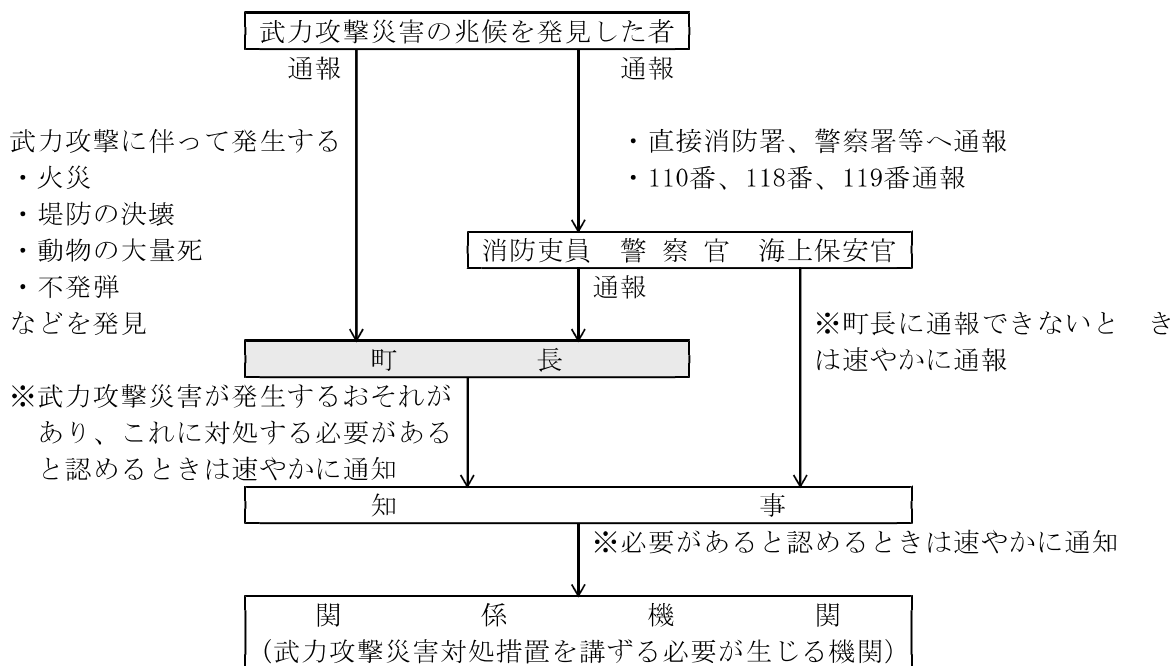 武力攻撃災害の兆候を発見した者
通報
通報
武力攻撃に伴って発生する
・火災
・堤防の決壊
・動物の大量死
・不発弾
などを発見
・直接消防署、警察署等へ通報
・110番、118番、119番通報
消防吏員 警察官 海上保安官
通報
※町長に通報できないと き
は速やかに通報
町 長
※武力攻撃災害が発生するおそれが
あり、これに対処する必要がある
と認めるときは速やかに通知
知 事
※必要があると認めるときは速やかに通知
関 係 機 関
(武力攻撃災害対処措置を講ずる必要が生じる機関)